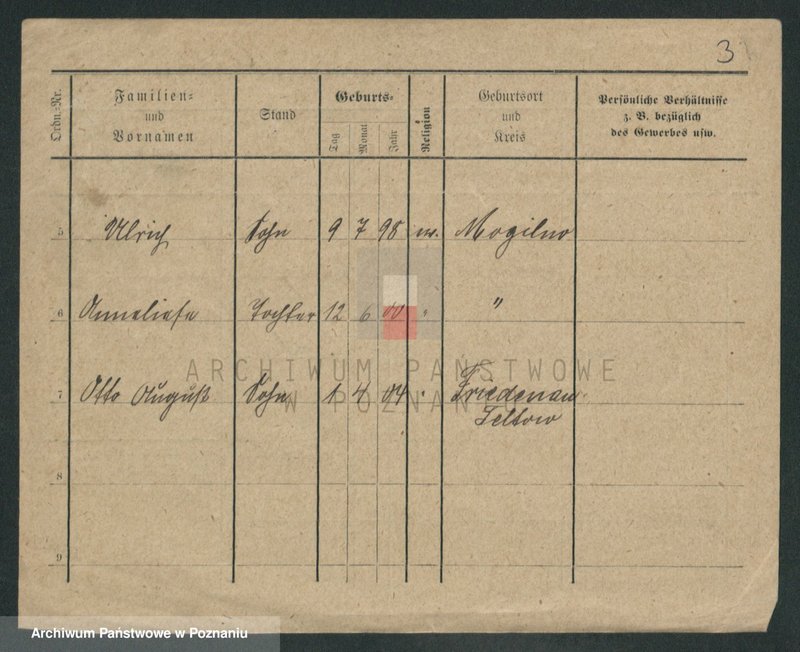 3
Ordn.-Nr.
Familien-
und
Vornamen
Stand
Geburts-
Tag
Monat
Jahr
Religion
Geburtsort
und
Kreis
Persönliche Verhältnisse
z. B. bezüglich
des Gewerbes usw.
5 Ulrich Sohn 9 7 98 ev. Mogilno
6 Anneliese Tochter 12 6 00 " "
7 Otto August Sohn 1 4 04 " Friedenau
Teltow
8
9
ARCHIWUM PAŃSTWOWE
W POZNAN
Archiwum Państwowe w Poznaniu